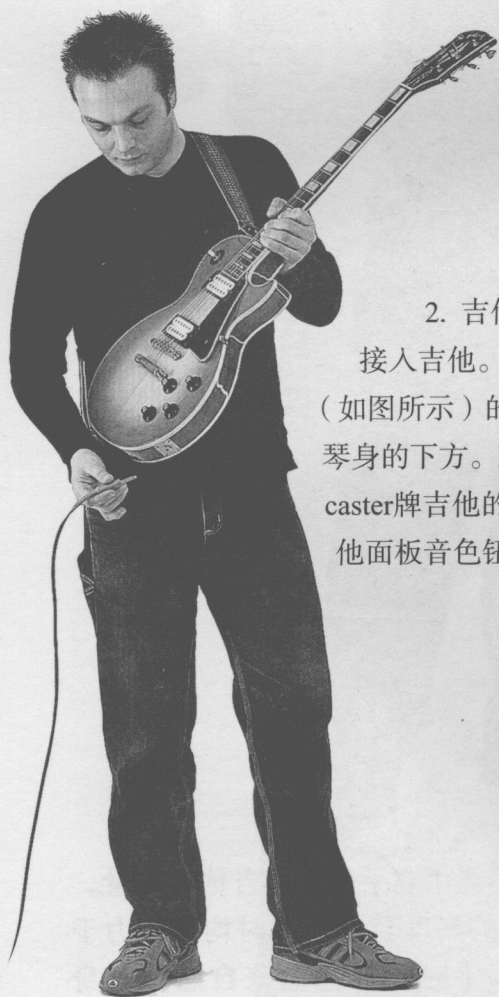 2. 吉他
接入吉他。
（如图所示）的
琴身的下方。
caster牌吉他的
他面板音色钮